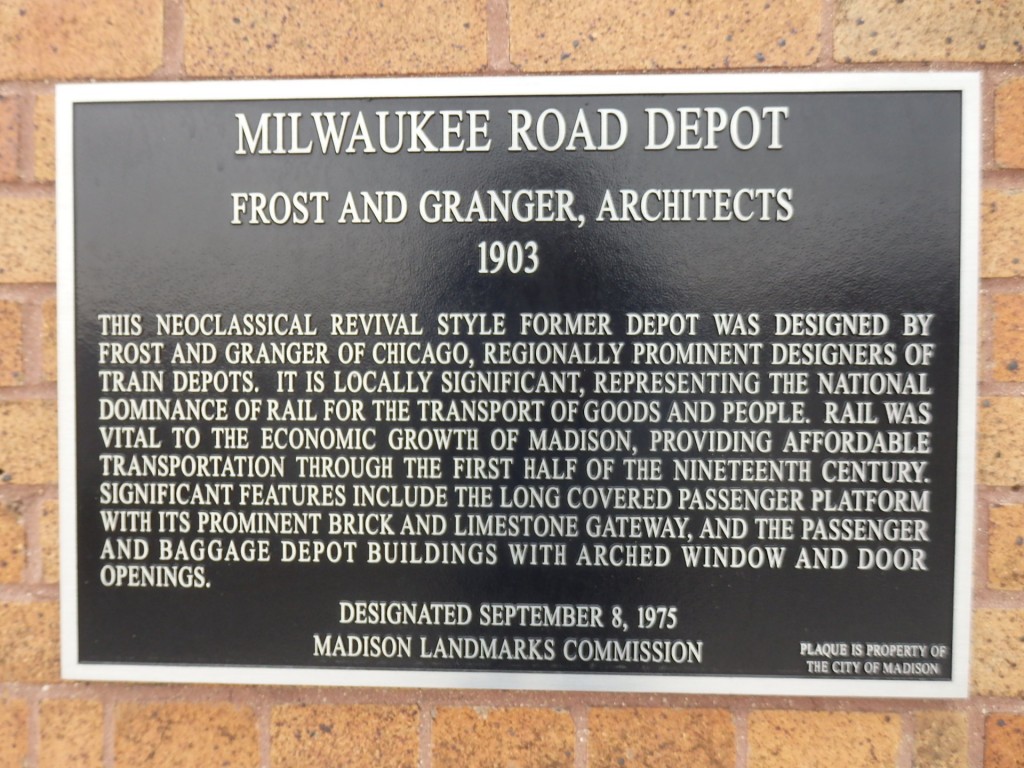 MILWAUKEE ROAD DEPOT
FROST AND GRANGER, ARCHITECTS
1903
THIS NEOCLASSICAL REVIVAL STYLE FORMER DEPOT WAS DESIGNED BY
FROST AND GRANGER OF CHICAGO, REGIONALLY PROMINENT DESIGNERS OF
TRAIN DEPOTS. IT IS LOCALLY SIGNIFICANT, REPRESENTING THE NATIONAL
DOMINANCE OF RAIL FOR THE TRANSPORT OF GOODS AND PEOPLE. RAIL WAS
VITAL TO THE ECONOMIC GROWTH OF MADISON, PROVIDING AFFORDABLE
TRANSPORTATION THROUGH THE FIRST HALF OF THE NINETEENTH CENTURY.
SIGNIFICANT FEATURES INCLUDE THE LONG COVERED PASSENGER PLATFORM
WITH ITS PROMINENT BRICK AND LIMESTONE GATEWAY, AND THE PASSENGER
AND BAGGAGE DEPOT BUILDINGS WITH ARCHED WINDOW AND DOOR
OPENINGS.
DESIGNATED SEPTEMBER 8, 1975
MADISON LANDMARKS COMMISSION
PLAQUE IS PROPERTY OF
THE CITY OF MADISON